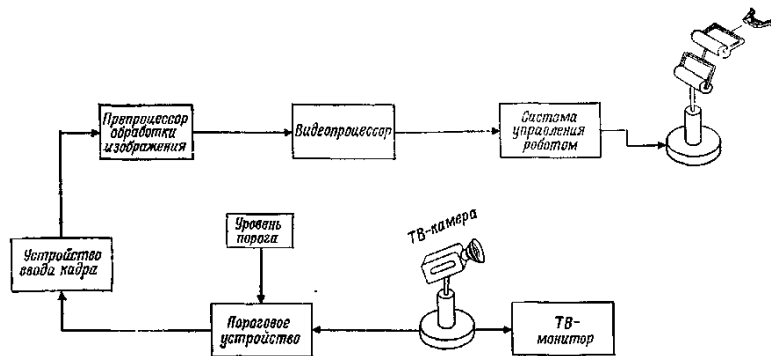 Препроцессор
обработки
изображения
Видеопроцессор
Система
управления
роботом
Устройство
ввода кадра
Уровень
порога
ТВ-камера
Пороговое
устройство
ТВ-
монитор